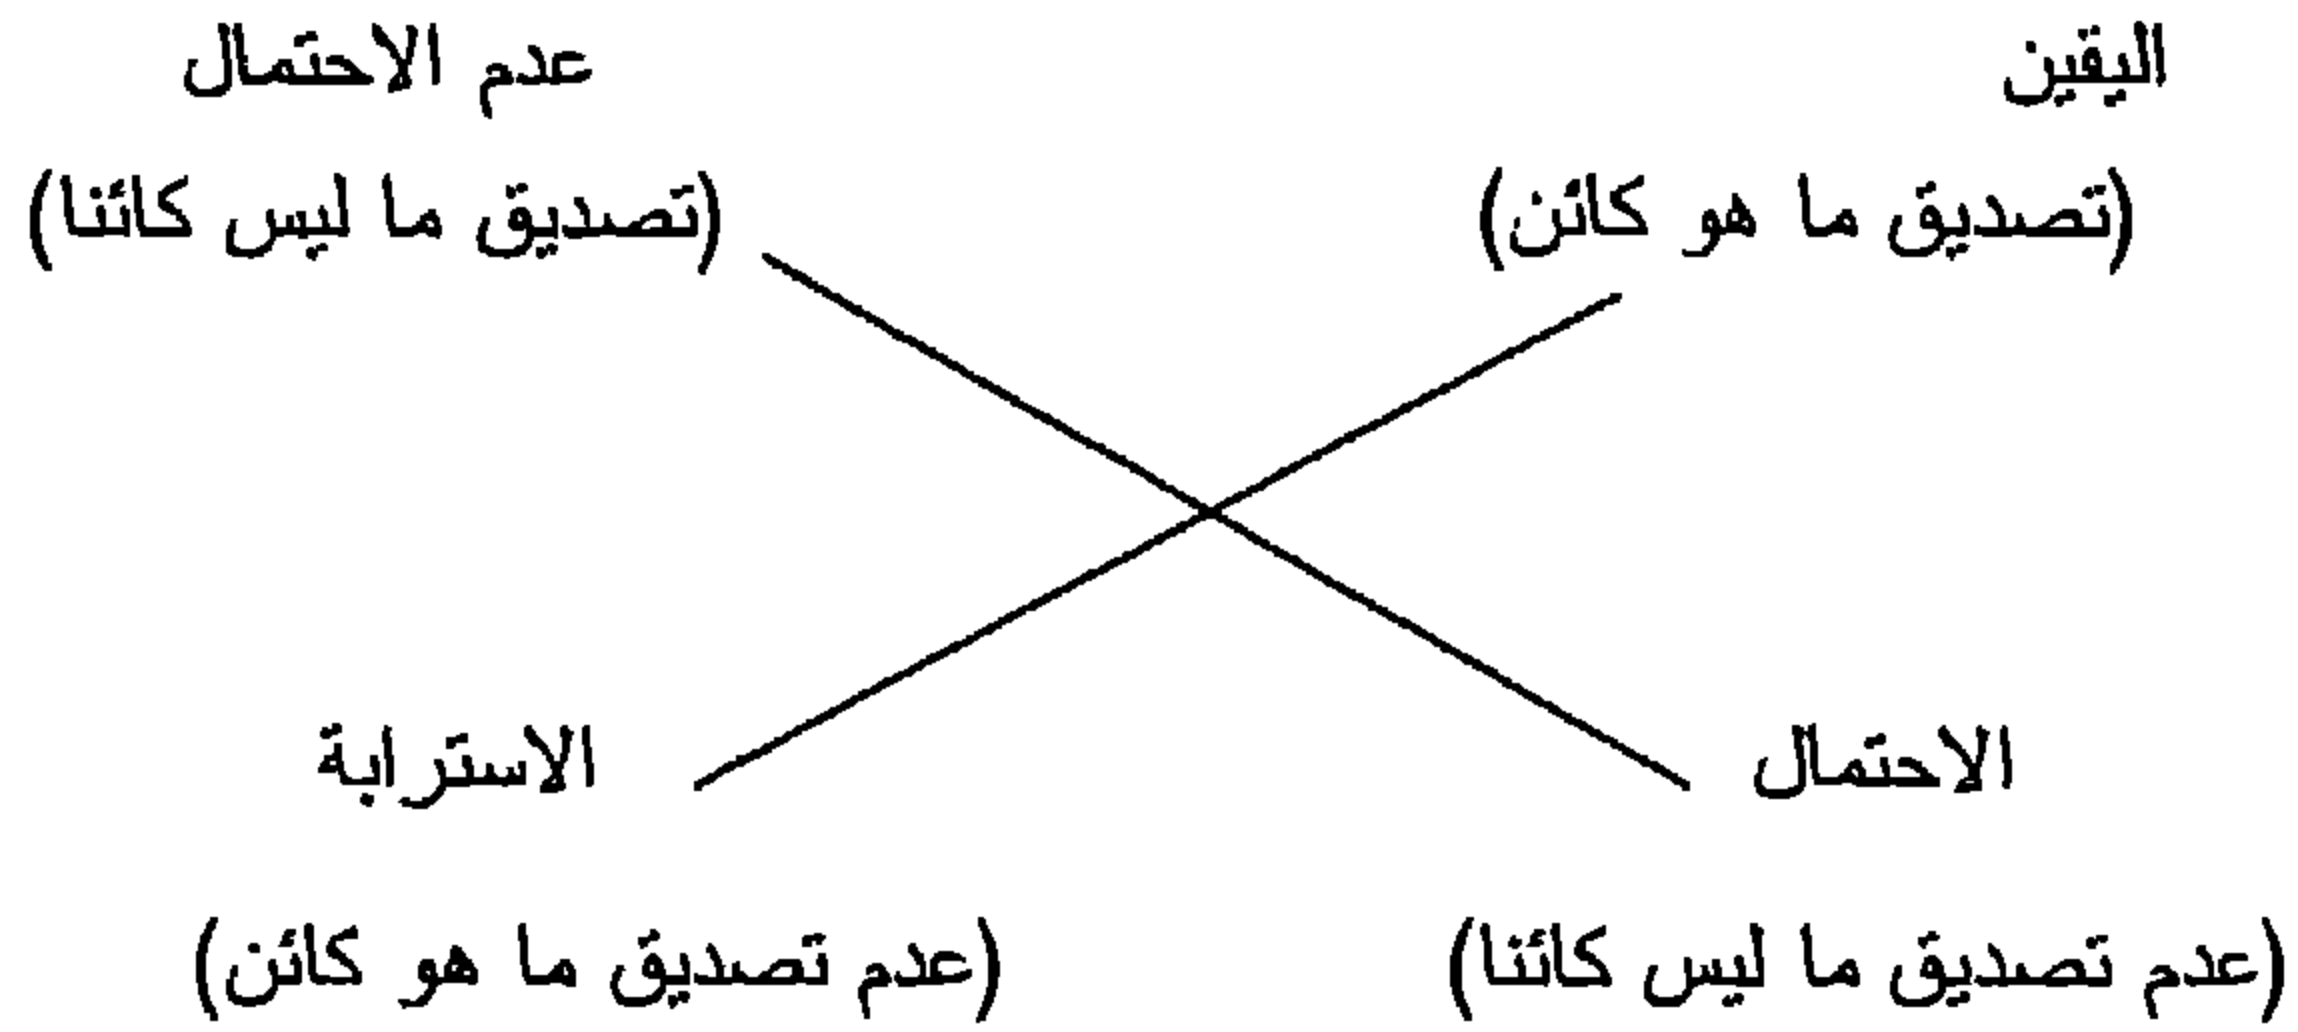 اليقين
عدم الاحتمال
(تصديق ما هو كائن)
(تصديق ما ليس كائنا)
الاحتمال
الاسترابة
(عدم تصديق ما ليس كائنا)
(عدم تصديق ما هو كائن)